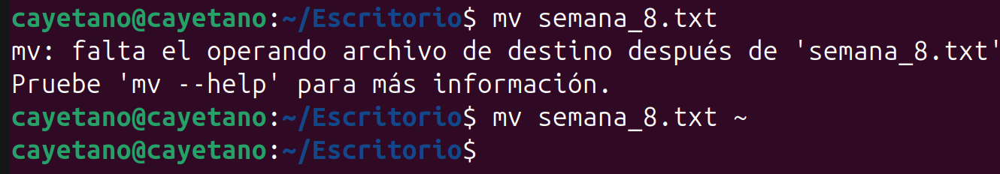 cayetano@cayetano:~/Escritorio$ mv semana_8.txt
mv: falta el operando archivo de destino después de 'semana_8.txt'
Pruebe 'mv --help' para más información.
cayetano@cayetano:~/Escritorio$ mv semana_8.txt ~
cayetano@cayetano:~/Escritorio$